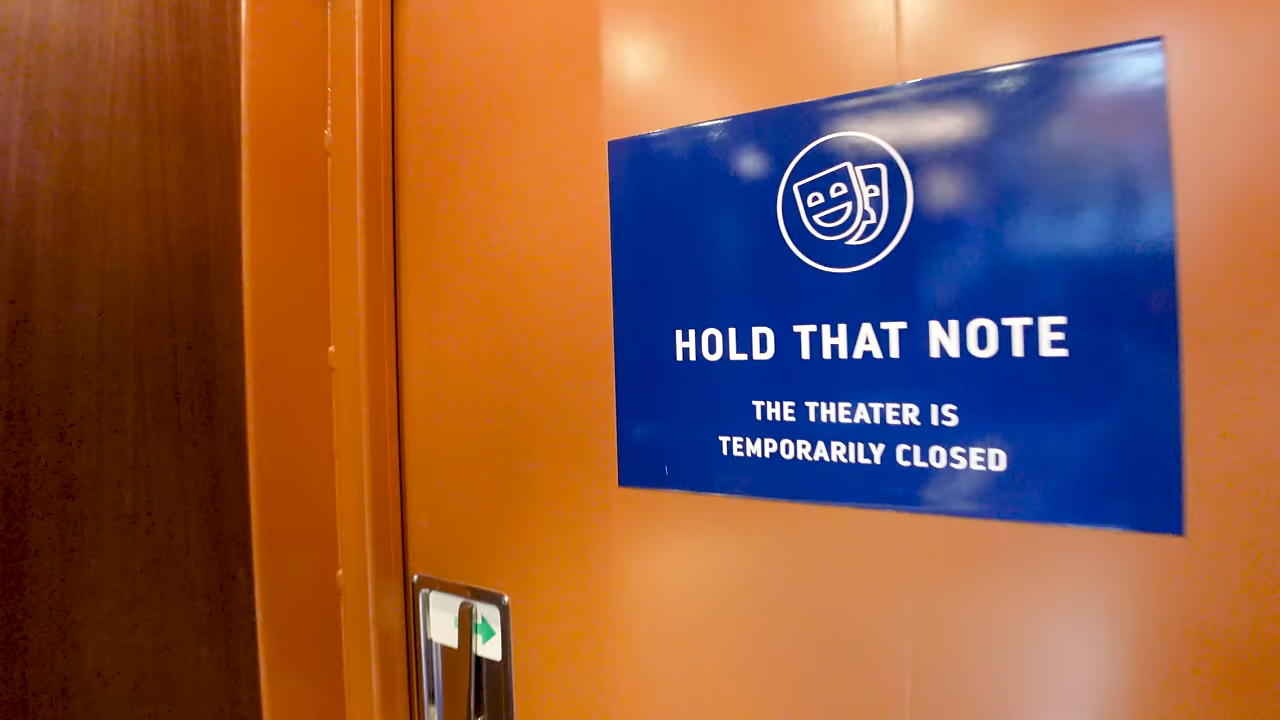 HOLD THAT NOTE
THE THEATER IS
TEMPORARILY CLOSED